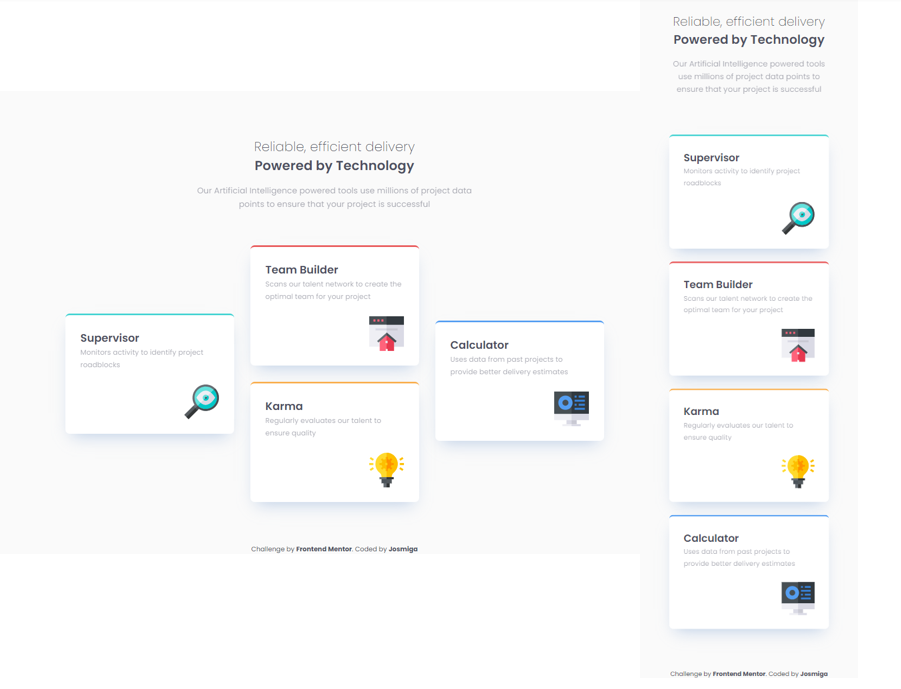 Reliable, efficient delivery
Powered by Technology
Our Artificial Intelligence powered tools use millions of project data
points to ensure that your project is successful
Supervisor
Monitors activity to identify project
roadblocks
Team Builder
Scans our talent network to create the
optimal team for your project
Karma
Regularly evaluates our talent to
ensure quality
Calculator
Uses data from past projects to
provide better delivery estimates
Challenge by Frontend Mentor. Coded by Josmiga
Reliable, efficient delivery
Powered by Technology
Our Artificial Intelligence powered tools
use millions of project data points to
ensure that your project is successful
Supervisor
Monitors activity to identify project
roadblocks
Team Builder
Scans our talent network to create the
optimal team for your project
Karma
Regularly evaluates our talent to
ensure quality
Calculator
Uses data from past projects to
provide better delivery estimates
Challenge by Frontend Mentor. Coded by Josmiga